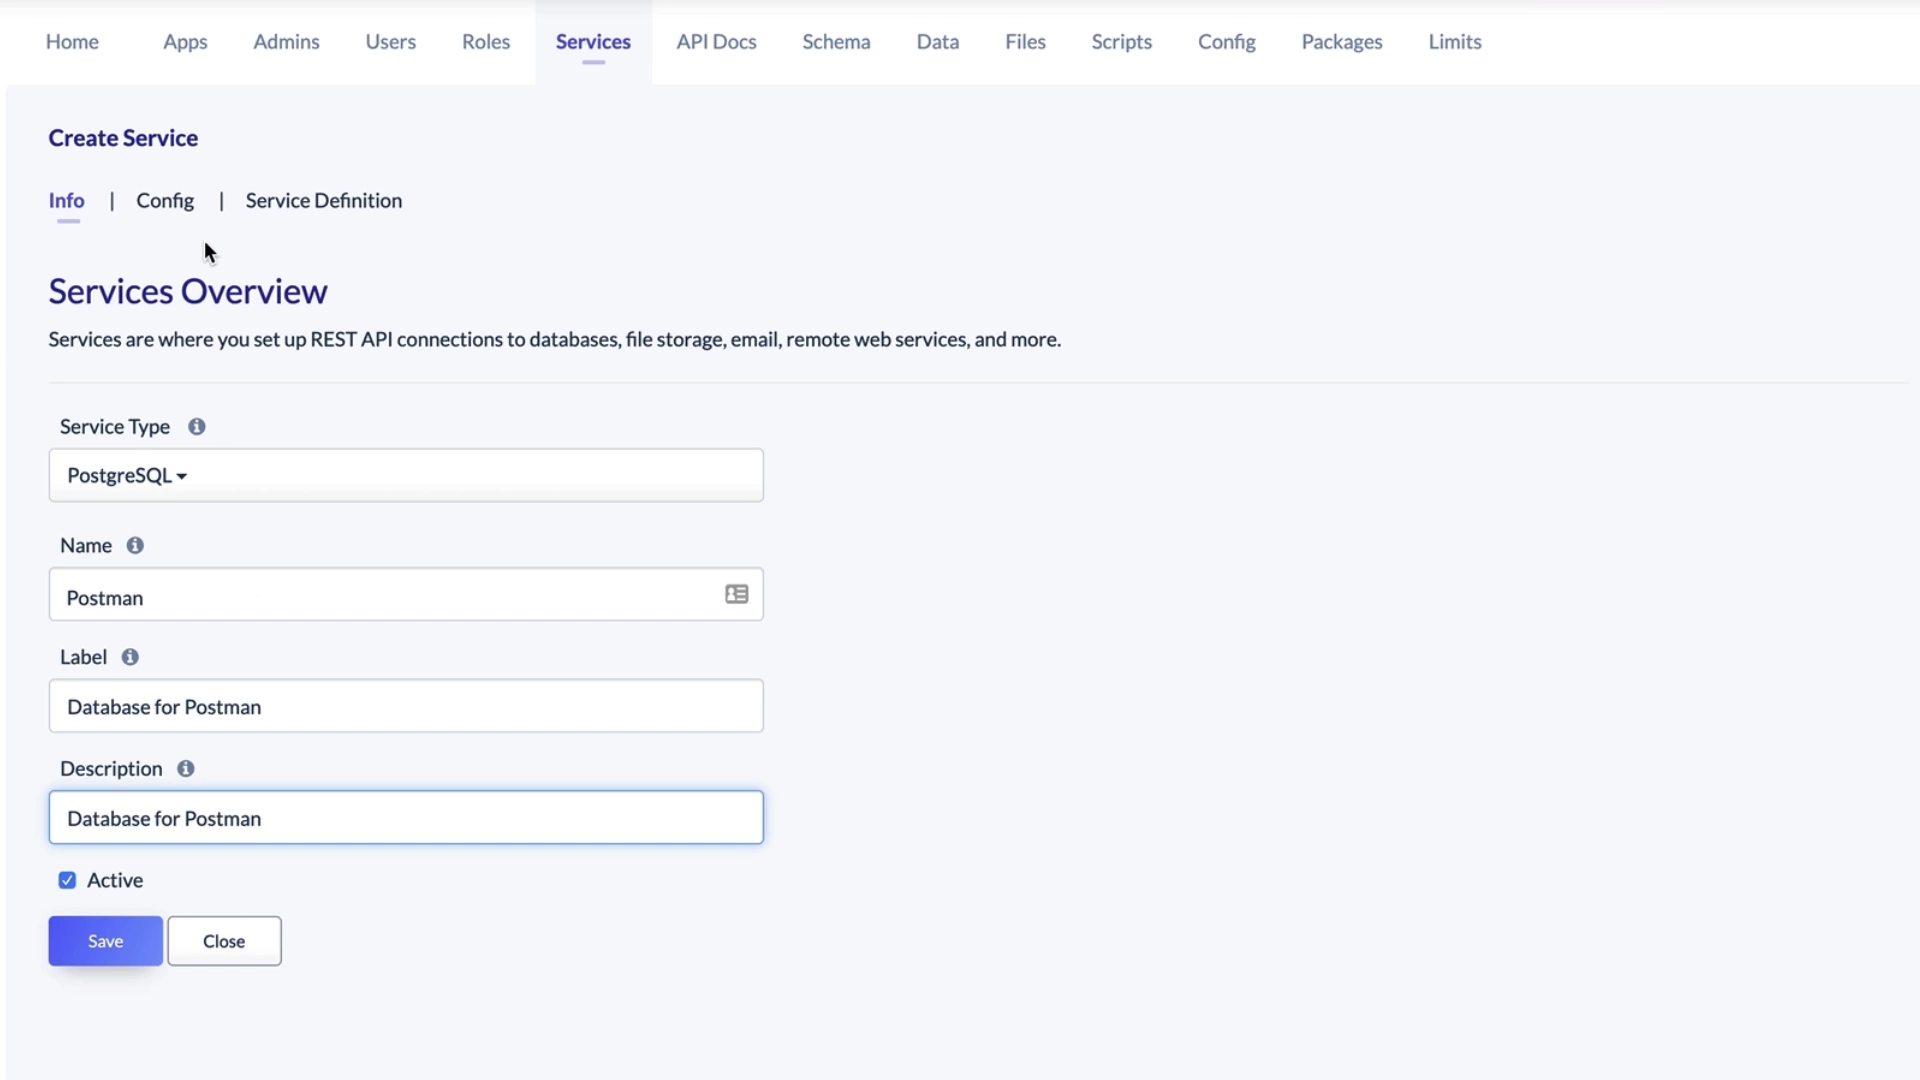 Home Apps Admins Users Roles Services API Docs Schema Data Files Scripts Config Packages Limits
Create Service
Info | Config | Service Definition
Services Overview
Services are where you set up REST API connections to databases, file storage, email, remote web services, and more.
Service Type
PostgreSQL
Name
Postman
Label
Database for Postman
Description
Database for Postman
Active
Save Close